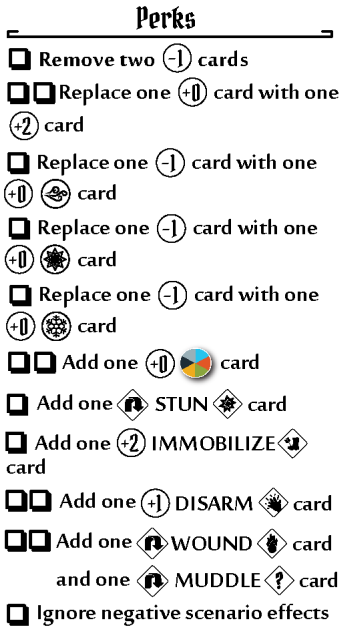 Perks
Remove two -1 cards
Replace one +0 card with one
+2 card
Replace one -1 card with one
+0 card
Replace one -1 card with one
+0 card
Replace one -1 card with one
+0 card
Add one +0 card
Add one STUN card
Add one +2 IMMOBILIZE
card
Add one +1 DISARM card
Add one WOUND card
and one MUDDLE ? card
Ignore negative scenario effects